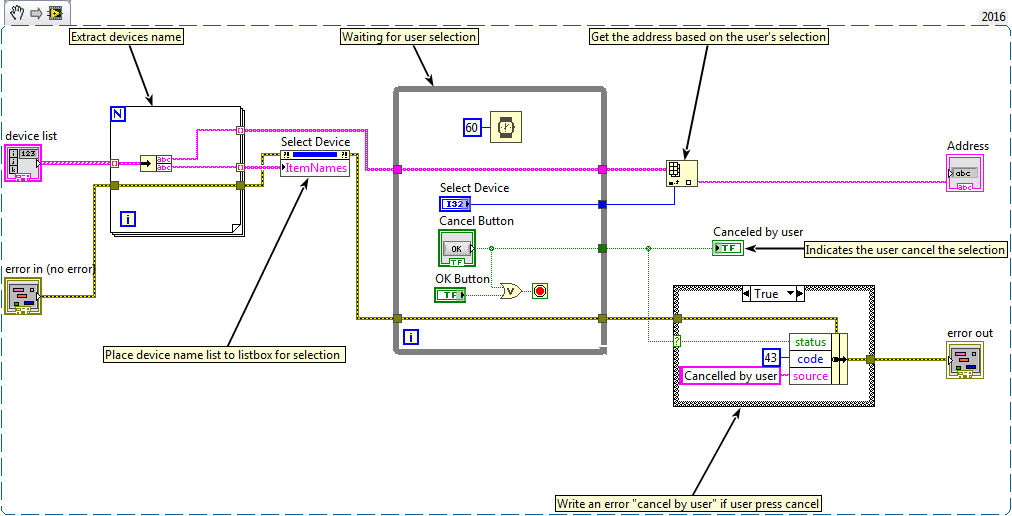 2016
Extract devices name
Waiting for user selection
Get the address based on the user's selection
N
60
device list
123
Select Device
Address
abc
abc
ItemNames
abc
abc
Select Device
I32
i
Cancel Button
Canceled by user
OK
TF
TF
Indicates the user cancel the selection
error in (no error)
OK Button
TF
V
True
i
error out
Place device name list to listbox for selection
?
status
43
code
Cancelled by user
source
Write an error "cancel by user" if user press cancel